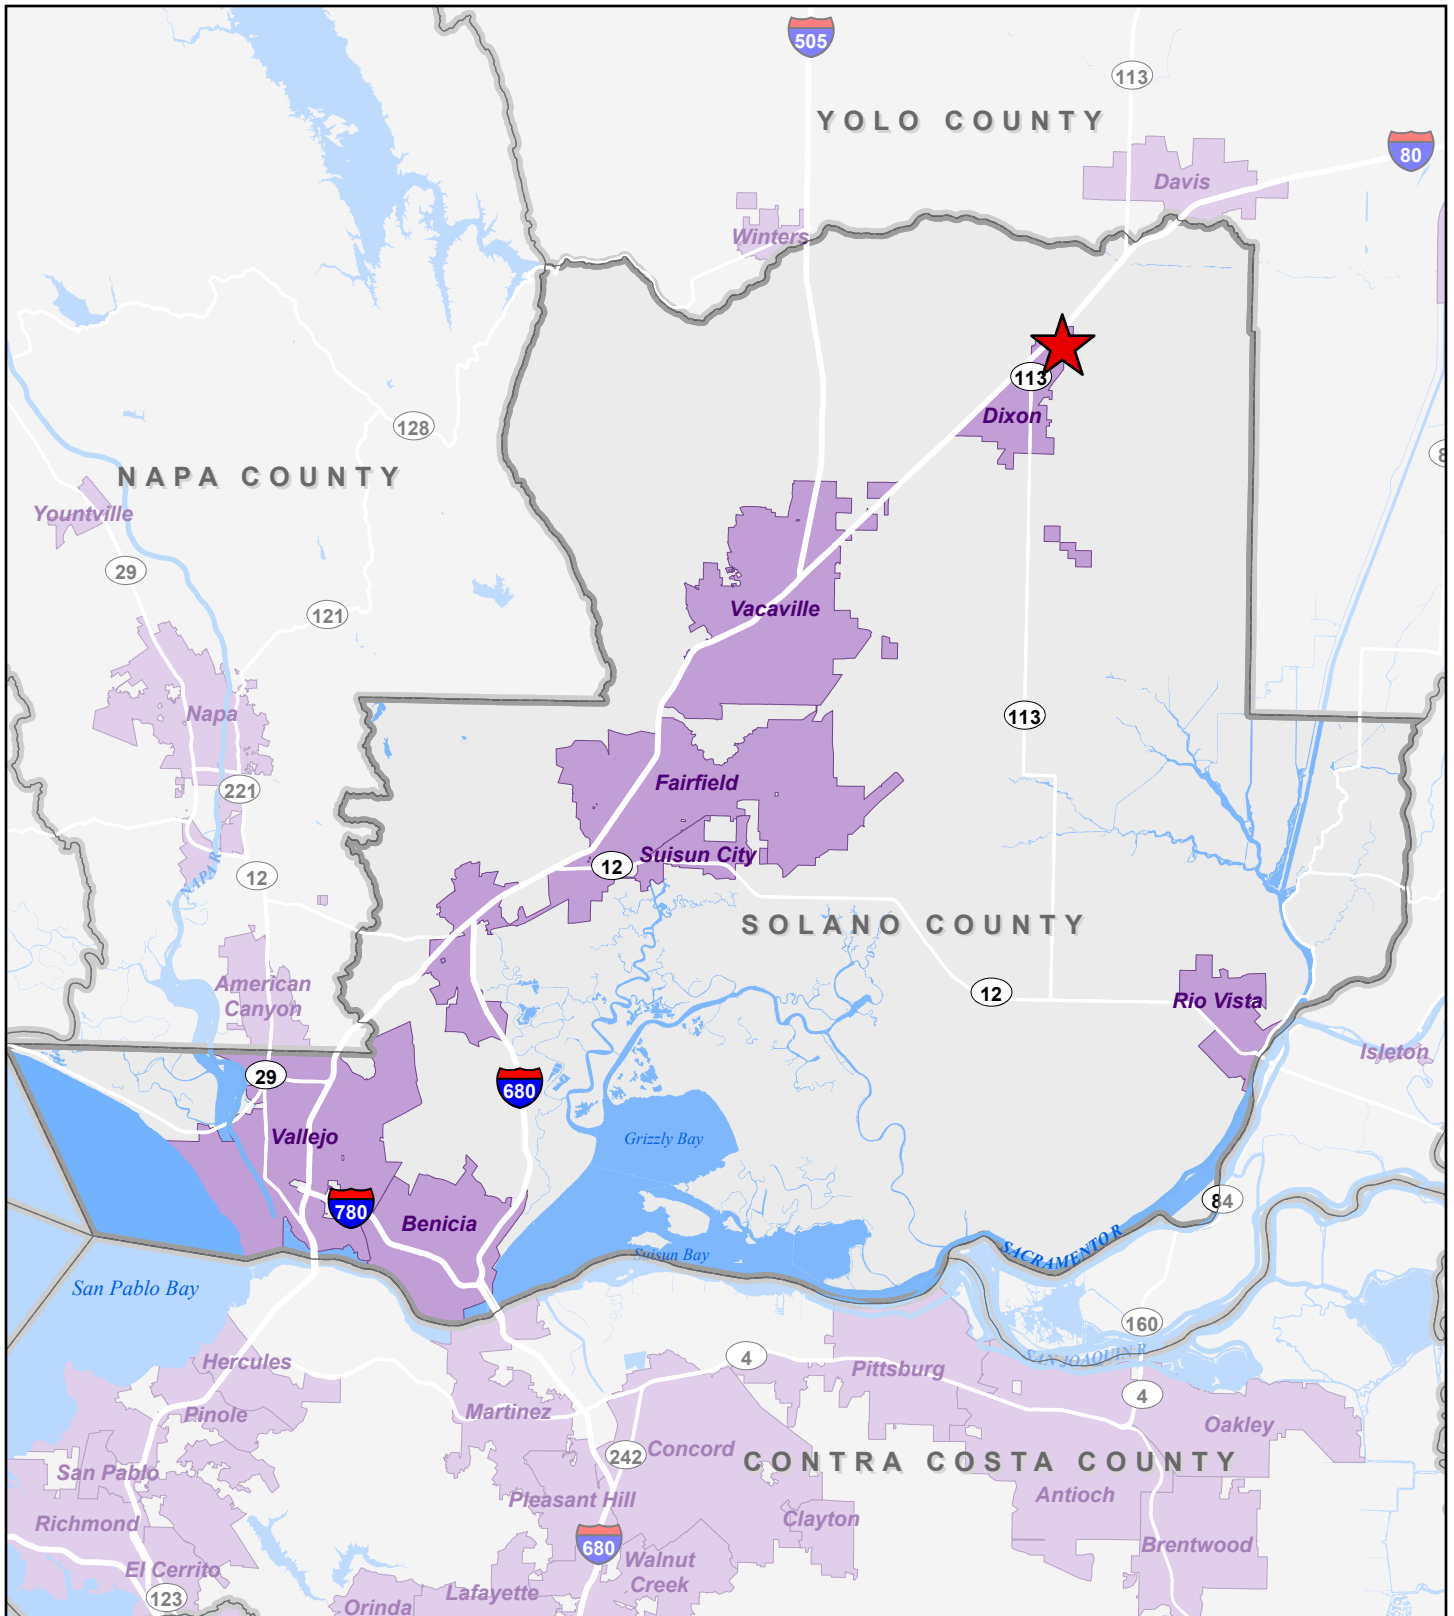 505
113
YOLO COUNTY
80
Davis
Winters
113
Dixon
128
NAPA COUNTY
Yountville
29
121
Vacaville
Napa
113
221
Fairfield
Suisun City
12
NAPA R
12
SOLANO COUNTY
American
Canyon
12
Rio Vista
Isleton
29
680
Vallejo
Grizzly Bay
780
Benicia
84
Suisun Bay
SACRAMENTO R
San Pablo Bay
160
SAN JOAQUIN R
Hercules
4
Pittsburg
4
Pinole
Martinez
Oakley
242
Concord
CONTRA COSTA COUNTY
San Pablo
Pleasant Hill
Antioch
Richmond
Clayton
680
Walnut
Creek
Brentwood
El Cerrito
123
Lafayette
Orinda